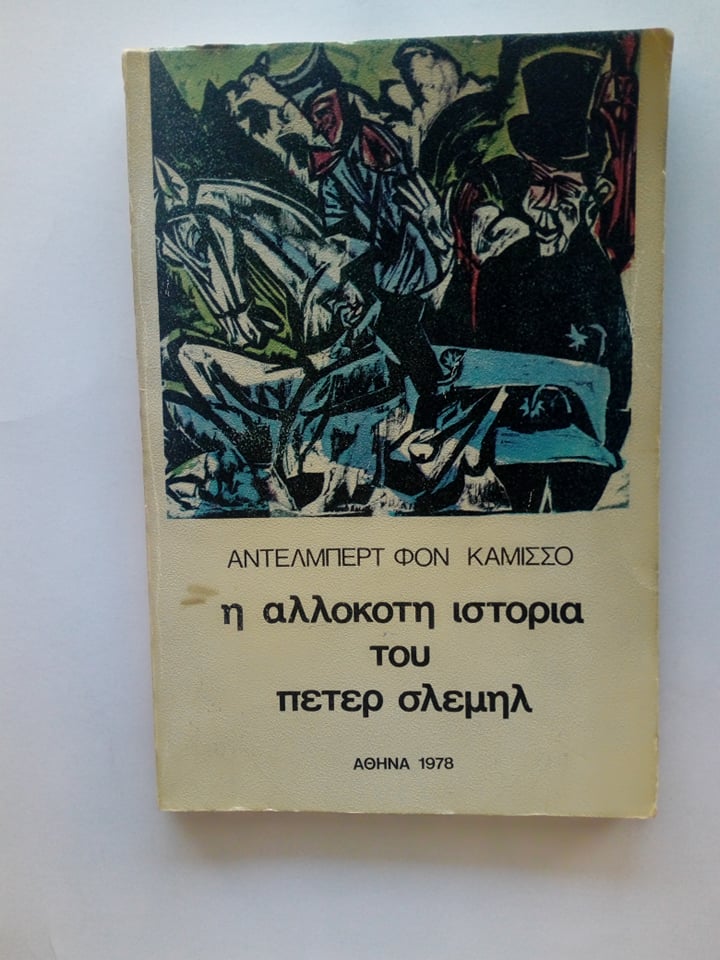 ΑΝΤΕΛΜΠΕΡΤ ΦΟΝ ΚΑΜΙΣΣΟ
η αλλοκοτη ιστορια
του
πετερ σλεμηλ
ΑΘΗΝΑ 1978